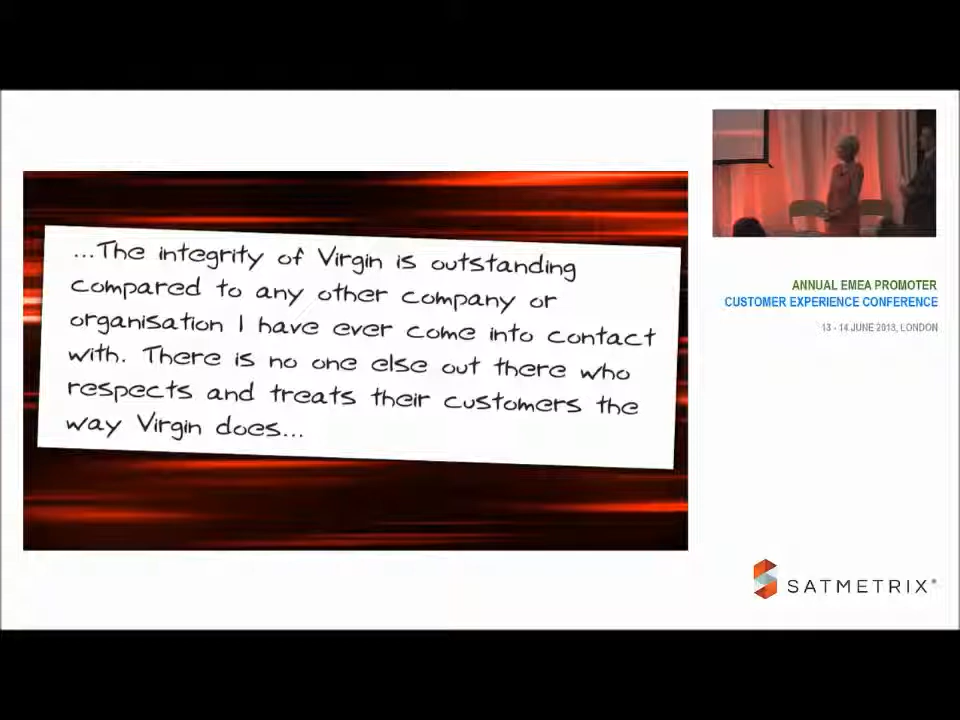 ...The integrity of Virgin is outstanding
compared to any other company or
organisation I have ever come into contact
with. There is no one else out there who
respects and treats their customers the
way Virgin does...
ANNUAL EMEA PROMOTER
CUSTOMER EXPERIENCE CONFERENCE
13 - 14 JUNE 2013, LONDON
SATMETRIX®